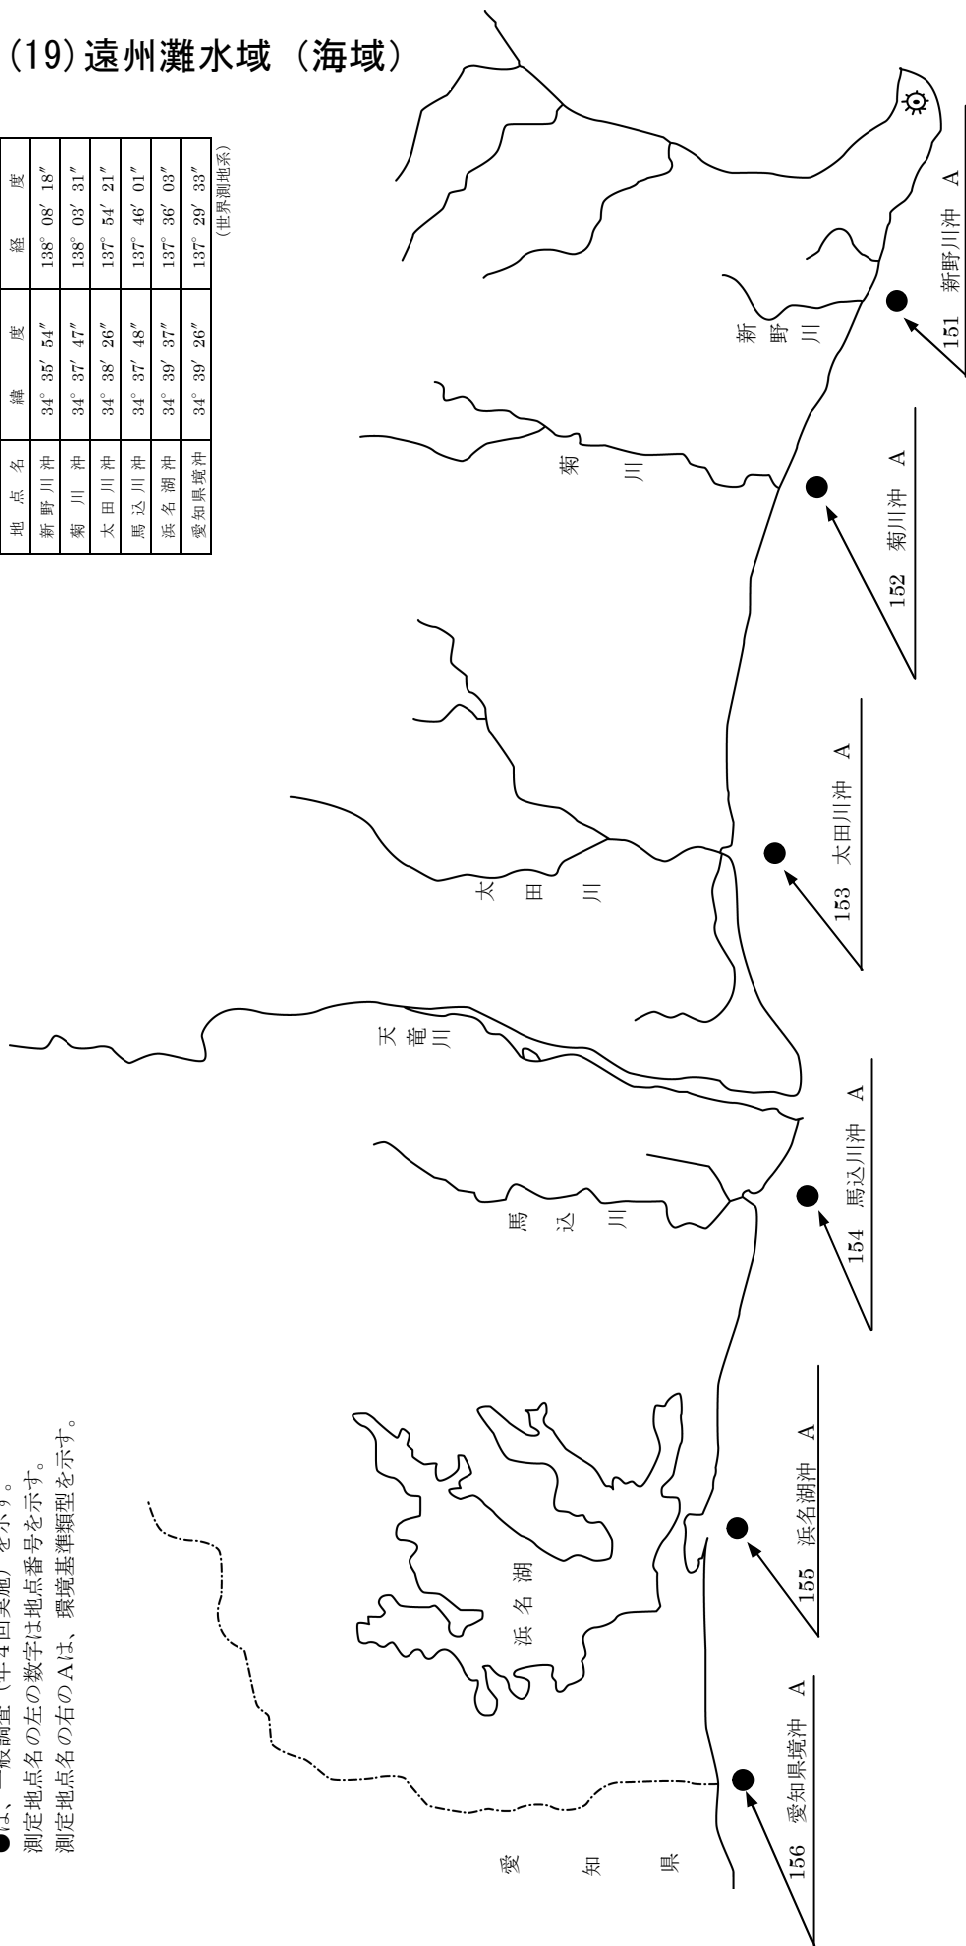 (19)遠州灘水域（海域）
地点名 緯度 経度
新野川沖 34° 35′ 54″ 138° 08′ 18″
菊川沖 34° 37′ 47″ 138° 03′ 31″
太田川沖 34° 38′ 26″ 137° 54′ 21″
馬込川沖 34° 37′ 48″ 137° 46′ 01″
浜名湖沖 34° 39′ 37″ 137° 36′ 03″
愛知県境沖 34° 39′ 26″ 137° 29′ 33″
(世界測地系)
●は、一般調査（年4回実施）を示す。
測定地点名の左の数字は地点番号を示す。
測定地点名の右のAは、環境基準類型を示す。
愛知県
浜名湖
馬込川
天竜川
太田川
菊川
新野川
156 愛知県境沖 A
155 浜名湖沖 A
154 馬込川沖 A
153 太田川沖 A
152 菊川沖 A
151 新野川沖 A